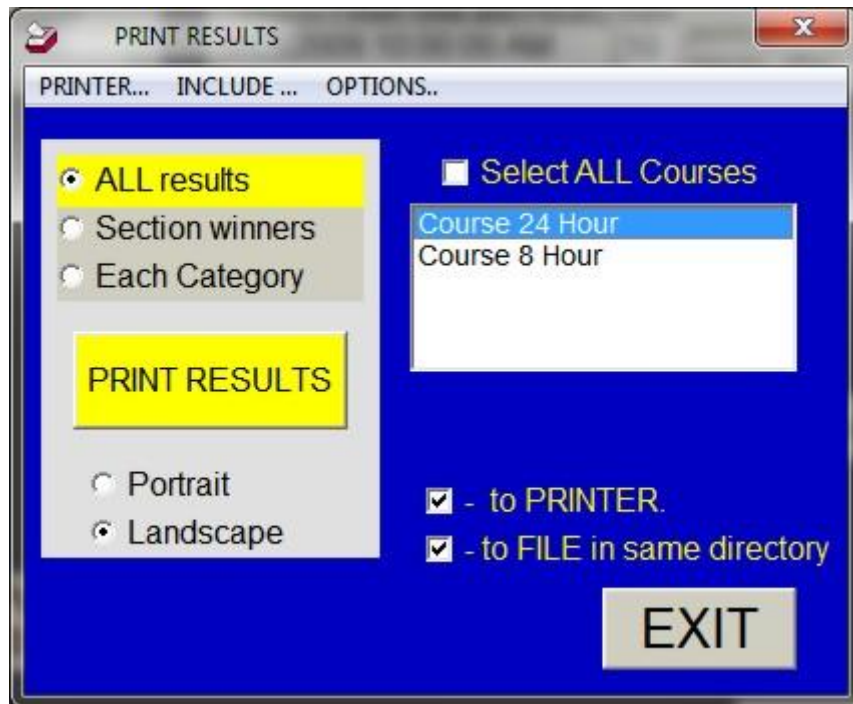 PRINT RESULTS
PRINTER... INCLUDE ... OPTIONS..
ALL results
Section winners
Each Category
PRINT RESULTS
Portrait
Landscape
Select ALL Courses
Course 24 Hour
Course 8 Hour
- to PRINTER.
- to FILE in same directory
EXIT